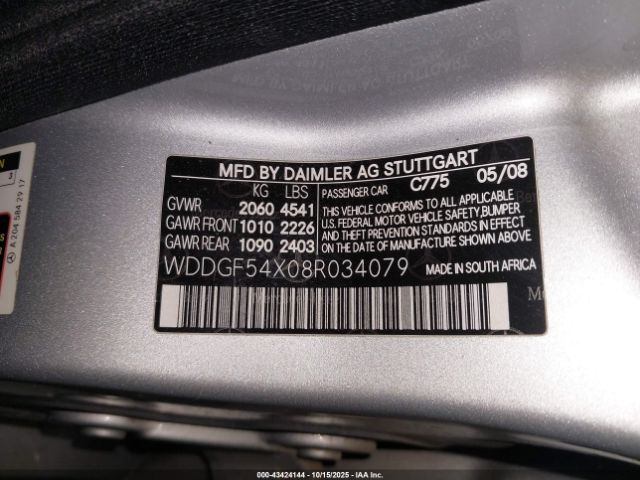 MFD BY DAIMLER AG STUTTGART
KG LBS
GVWR 2060 4541
GAWR FRONT 1010 2226
GAWR REAR 1090 2403
PASSENGER CAR C775 05/08
THIS VEHICLE CONFORMS TO ALL APPLICABLE
U.S. FEDERAL MOTOR VEHICLE SAFETY,BUMPER
AND THEFT PREVENTION STANDARDS
IN EFFECT ON THE DATE OF
MANUFACTURE SHOWN ABOVE.
WDDGF54X08R034079 MADE IN SOUTH AFRICA
A 204 584 29 17
000-43424144 | 10/15/2025 | IAA Inc.